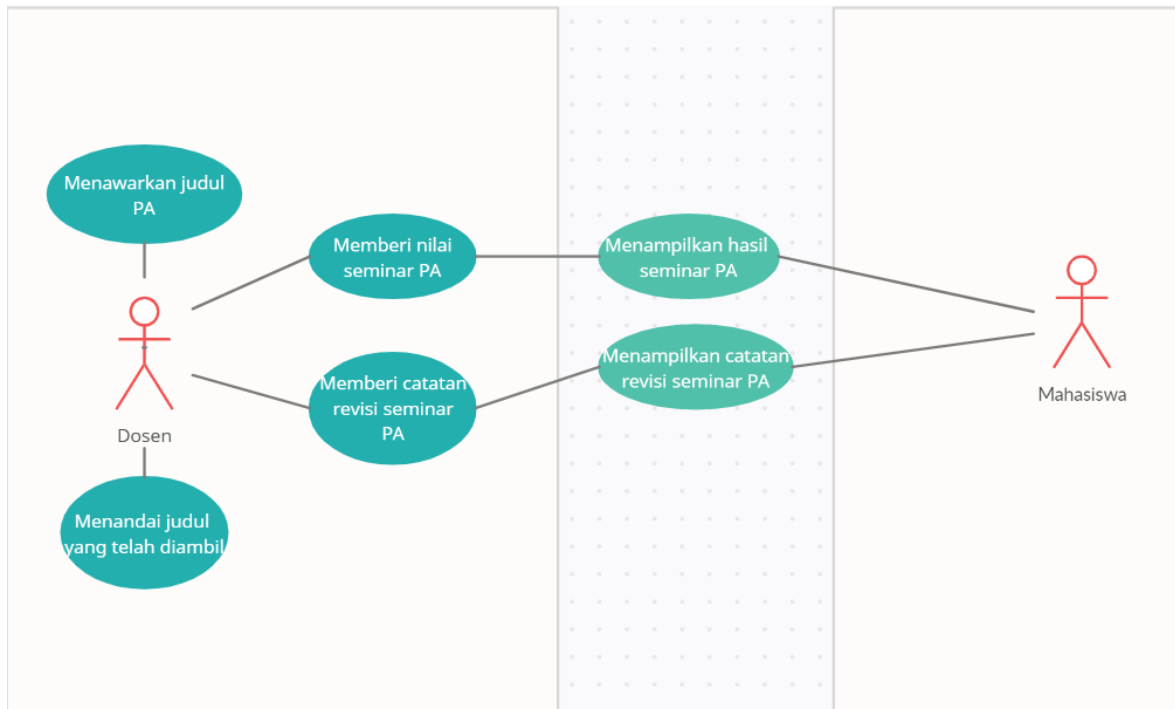 Menawarkan judul
PA
Memberi nilai
seminar PA
Menampilkan hasil
seminar PA
Memberi catatan
revisi seminar
PA
Menampilkan catatan
revisi seminar PA
Mahasiswa
Dosen
Menandai judul
yang telah diambil